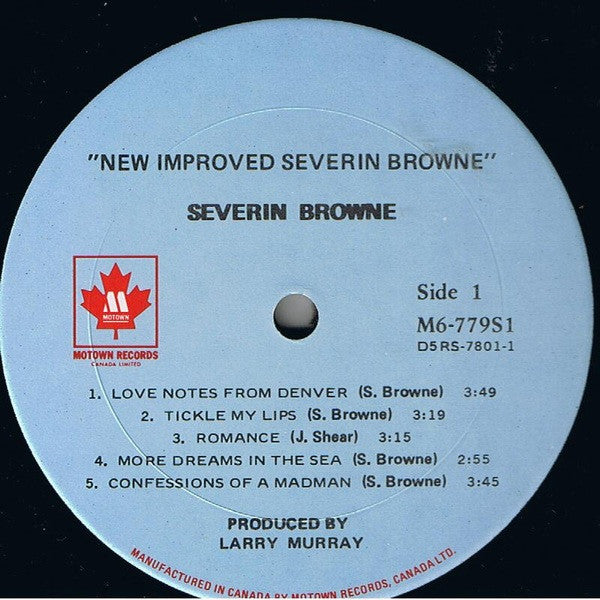 "NEW IMPROVED SEVERIN BROWNE"
SEVERIN BROWNE
M
MOTOWN
MOTOWN RECORDS
CANADA LIMITED
Side 1
M6-779S1
D5RS-7801-1
1. LOVE NOTES FROM DENVER (S. Browne) 3:49
2. TICKLE MY LIPS (S. Browne) 3:19
3. ROMANCE (J. Shear) 3:15
4. MORE DREAMS IN THE SEA (S. Browne) 2:55
5. CONFESSIONS OF A MADMAN (S. Browne) 3:45
PRODUCED BY
LARRY MURRAY
MANUFACTURED IN CANADA BY MOTOWN RECORDS, CANADA LTD.